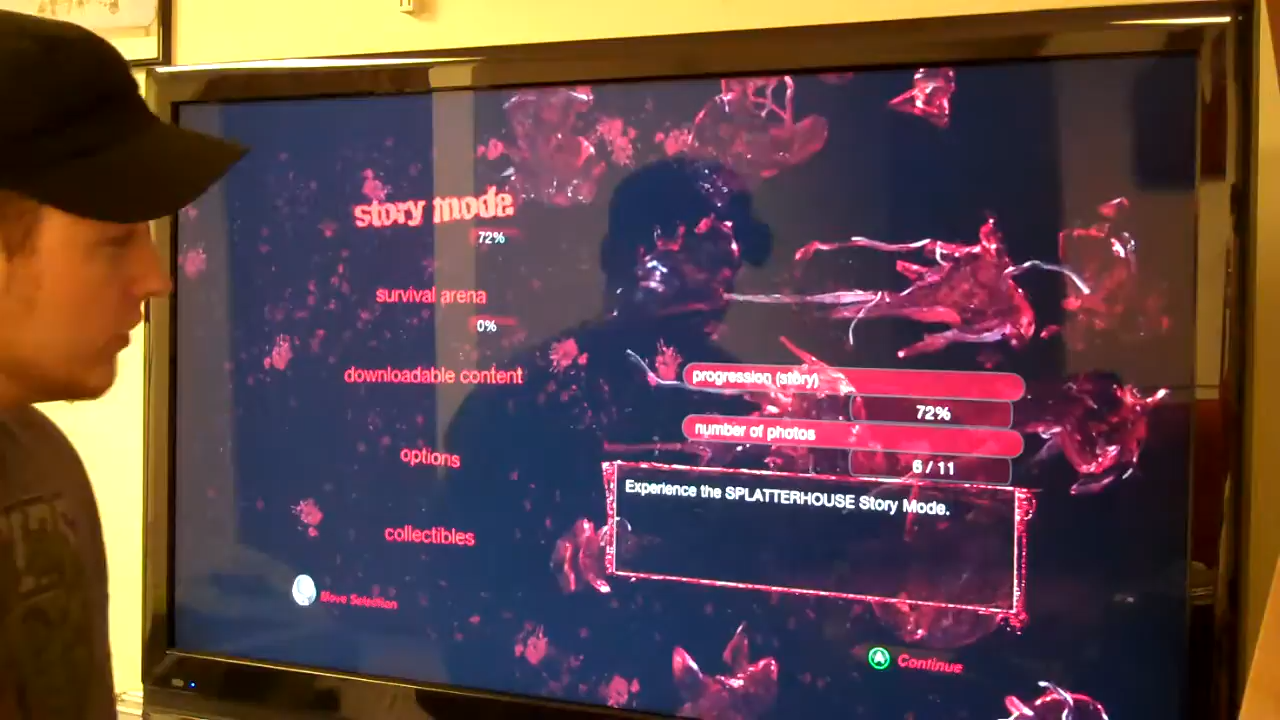 story mode
72%
survival arena
0%
downloadable content
options
collectibles
Move Selection
progression (story)
72%
number of photos
6 / 11
Experience the SPLATTERHOUSE Story Mode.
A Continue